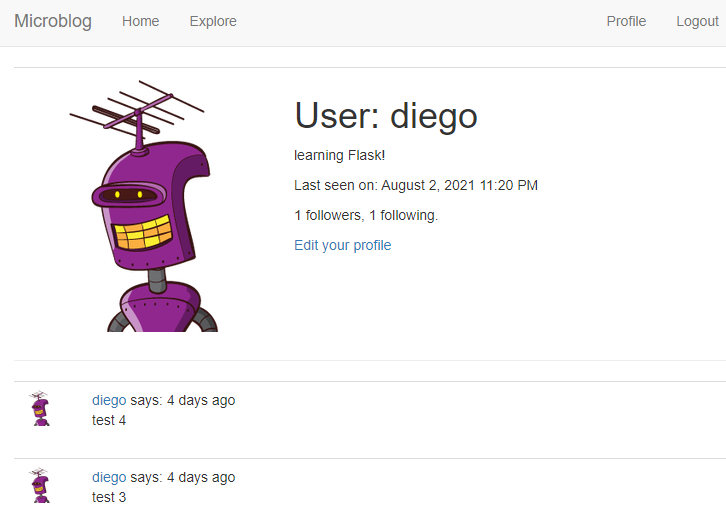 Microblog Home Explore Profile Logout
User: diego
learning Flask!
Last seen on: August 2, 2021 11:20 PM
1 followers, 1 following.
Edit your profile
diego says: 4 days ago
test 4
diego says: 4 days ago
test 3